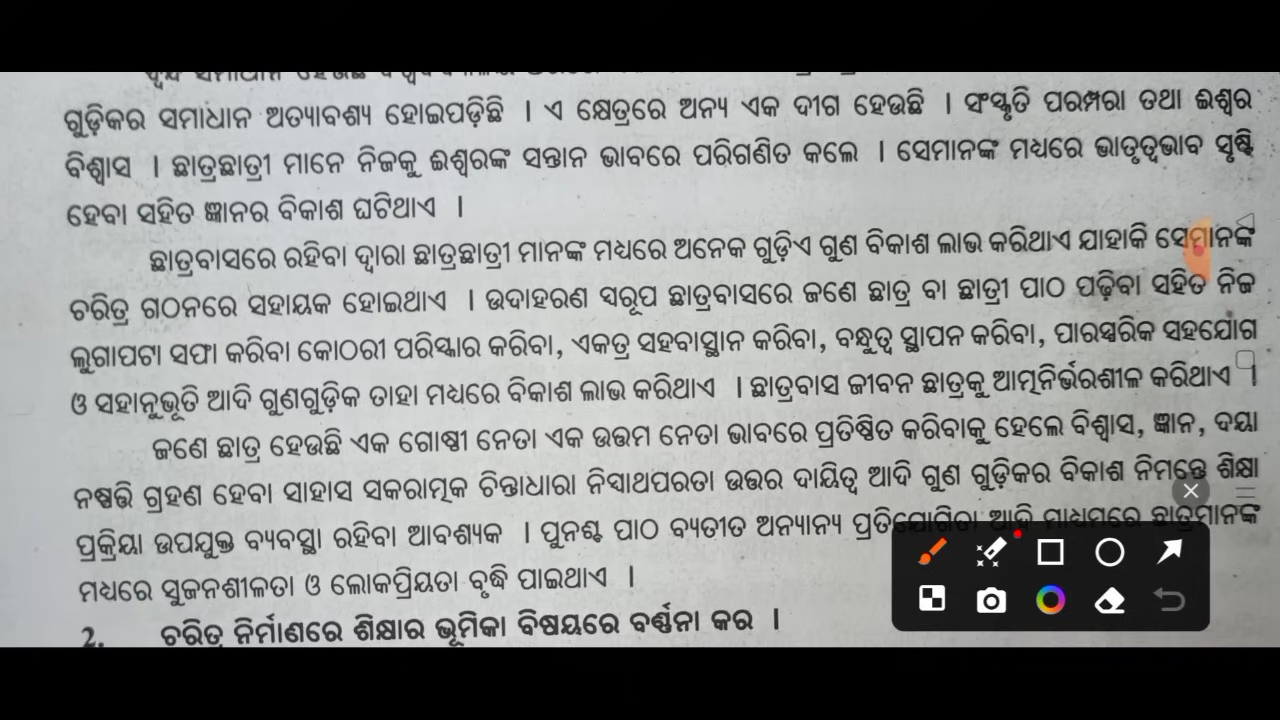 ଗୁଡ଼ିକର ସମାଧାନ ଅତ୍ୟାବଶ୍ୟ ହୋଇପଡ଼ିଛି । ଏ କ୍ଷେତ୍ରରେ ଅନ୍ୟ ଏକ ଦୀଗ ହେଉଛି । ସଂସ୍କୃତି ପରମ୍ପରା ତଥା ଈଶ୍ୱର
ବିଶ୍ୱାସ । ଛାତ୍ରଛାତ୍ରୀ ମାନେ ନିଜକୁ ଈଶ୍ୱରଙ୍କ ସନ୍ତାନ ଭାବରେ ପରିଗଣିତ କଲେ । ସେମାନଙ୍କ ମଧ୍ୟରେ ଭାତୃତ୍ୱଭାବ ସୃଷ୍ଟି
ହେବା ସହିତ ଜ୍ଞାନର ବିକାଶ ଘଟିଥାଏ ।
ଛାତ୍ରବାସରେ ରହିବା ଦ୍ୱାରା ଛାତ୍ରଛାତ୍ରୀ ମାନଙ୍କ ମଧ୍ୟରେ ଅନେକ ଗୁଡ଼ିଏ ଗୁଣ ବିକାଶ ଲାଭ କରିଥାଏ ଯାହାକି ସେମାନଙ୍କ
ଚରିତ୍ର ଗଠନରେ ସହାୟକ ହୋଇଥାଏ । ଉଦାହରଣ ସ୍ୱରୂପ ଛାତ୍ରବାସରେ ଜଣେ ଛାତ୍ର ବା ଛାତ୍ରୀ ପାଠ ପଢ଼ିବା ସହିତ ନିଜ
ଲୁଗାପଟା ସଫା କରିବା କୋଠରୀ ପରିସ୍କାର କରିବା, ଏକତ୍ର ସହବାସ୍ଥାନ କରିବା, ବନ୍ଧୁତ୍ୱ ସ୍ଥାପନ କରିବା, ପାରସ୍ପରିକ ସହଯୋଗ
ଓ ସହାନୁଭୂତି ଆଦି ଗୁଣଗୁଡ଼ିକ ତାହା ମଧ୍ୟରେ ବିକାଶ ଲାଭ କରିଥାଏ । ଛାତ୍ରବାସ ଜୀବନ ଛାତ୍ରକୁ ଆତ୍ମନିର୍ଭରଶୀଳ କରିଥାଏ ।
ଜଣେ ଛାତ୍ର ହେଉଛି ଏକ ଗୋଷ୍ଠୀ ନେତା ଏକ ଉତ୍ତମ ନେତା ଭାବରେ ପ୍ରତିଷ୍ଠିତ କରିବାକୁ ହେଲେ ବିଶ୍ୱାସ, ଜ୍ଞାନ, ଦୟା
ନଷ୍ପତ୍ତି ଗ୍ରହଣ ହେବା ସାହାସ ସକରାତ୍ମକ ଚିନ୍ତାଧାରା ନିସାଥପରତା ଉତ୍ତର ଦାୟିତ୍ୱ ଆଦି ଗୁଣ ଗୁଡ଼ିକର ବିକାଶ ନିମନ୍ତେ ଶିକ୍ଷା
ପ୍ରକ୍ରିୟା ଉପଯୁକ୍ତ ବ୍ୟବସ୍ଥା ରହିବା ଆବଶ୍ୟକ । ପୁନଶ୍ଚ ପାଠ ବ୍ୟତୀତ ଅନ୍ୟାନ୍ୟ ପ୍ରତିଯୋଗିତା ଆଦି ମାଧ୍ୟମରେ ଛାତ୍ରମାନଙ୍କ
ମଧ୍ୟରେ ସୃଜନଶୀଳତା ଓ ଲୋକପ୍ରିୟତା ବୃଦ୍ଧି ପାଇଥାଏ ।
2. ଚରିତ୍ର ନିର୍ମାଣରେ ଶିକ୍ଷାର ଭୂମିକା ବିଷୟରେ ବର୍ଣ୍ଣନା କର ।